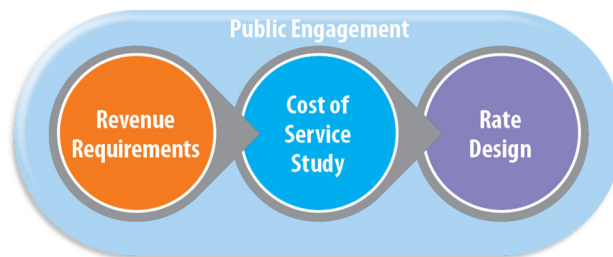 Public Engagement
Revenue
Requirements
Cost of
Service
Study
Rate
Design